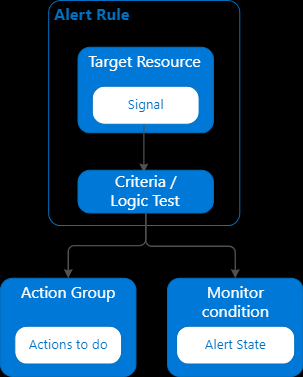 Alert Rule
Target Resource
Signal
Criteria /
Logic Test
Action Group
Actions to do
Monitor
condition
Alert State